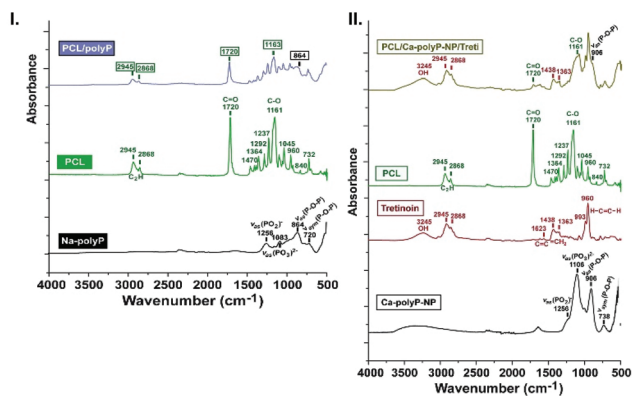 I.
PCL/polyP
2945
2868
1720
1163
864
C=O
1720
C-O
1161
PCL
2945
2868
C₂H
1237
1292
1364
1470
1045
960
840
732
Na-polyP
νas(PO₂)⁻
1256
1083
νas(PO₃)²⁻
864
νas(P-O-P)
720
νsym(P-O-P)
Absorbance
4000 3500 3000 2500 2000 1500 1000 500
Wavenumber (cm⁻¹)
II.
PCL/Ca-polyP-NP/Treti
3245
OH
2945
2868
C=O
1720
1438
1363
C-O
1161
906
(P-O-P)
PCL
2945
2868
C₂H
C=O
1720
C-O
1161
1237
1292
1364
1470
1045
960
840
732
Tretinoin
3245
OH
2945
2868
1623
C=C
1438
1363
CH₃
993
960
H-C=C-H
Ca-polyP-NP
νas(PO₃)²⁻
1106
νas(PO₂)⁻
1256
νas(P-O-P)
906
νsym(P-O-P)
738
Absorbance
4000 3500 3000 2500 2000 1500 1000 500
Wavenumber (cm⁻¹)